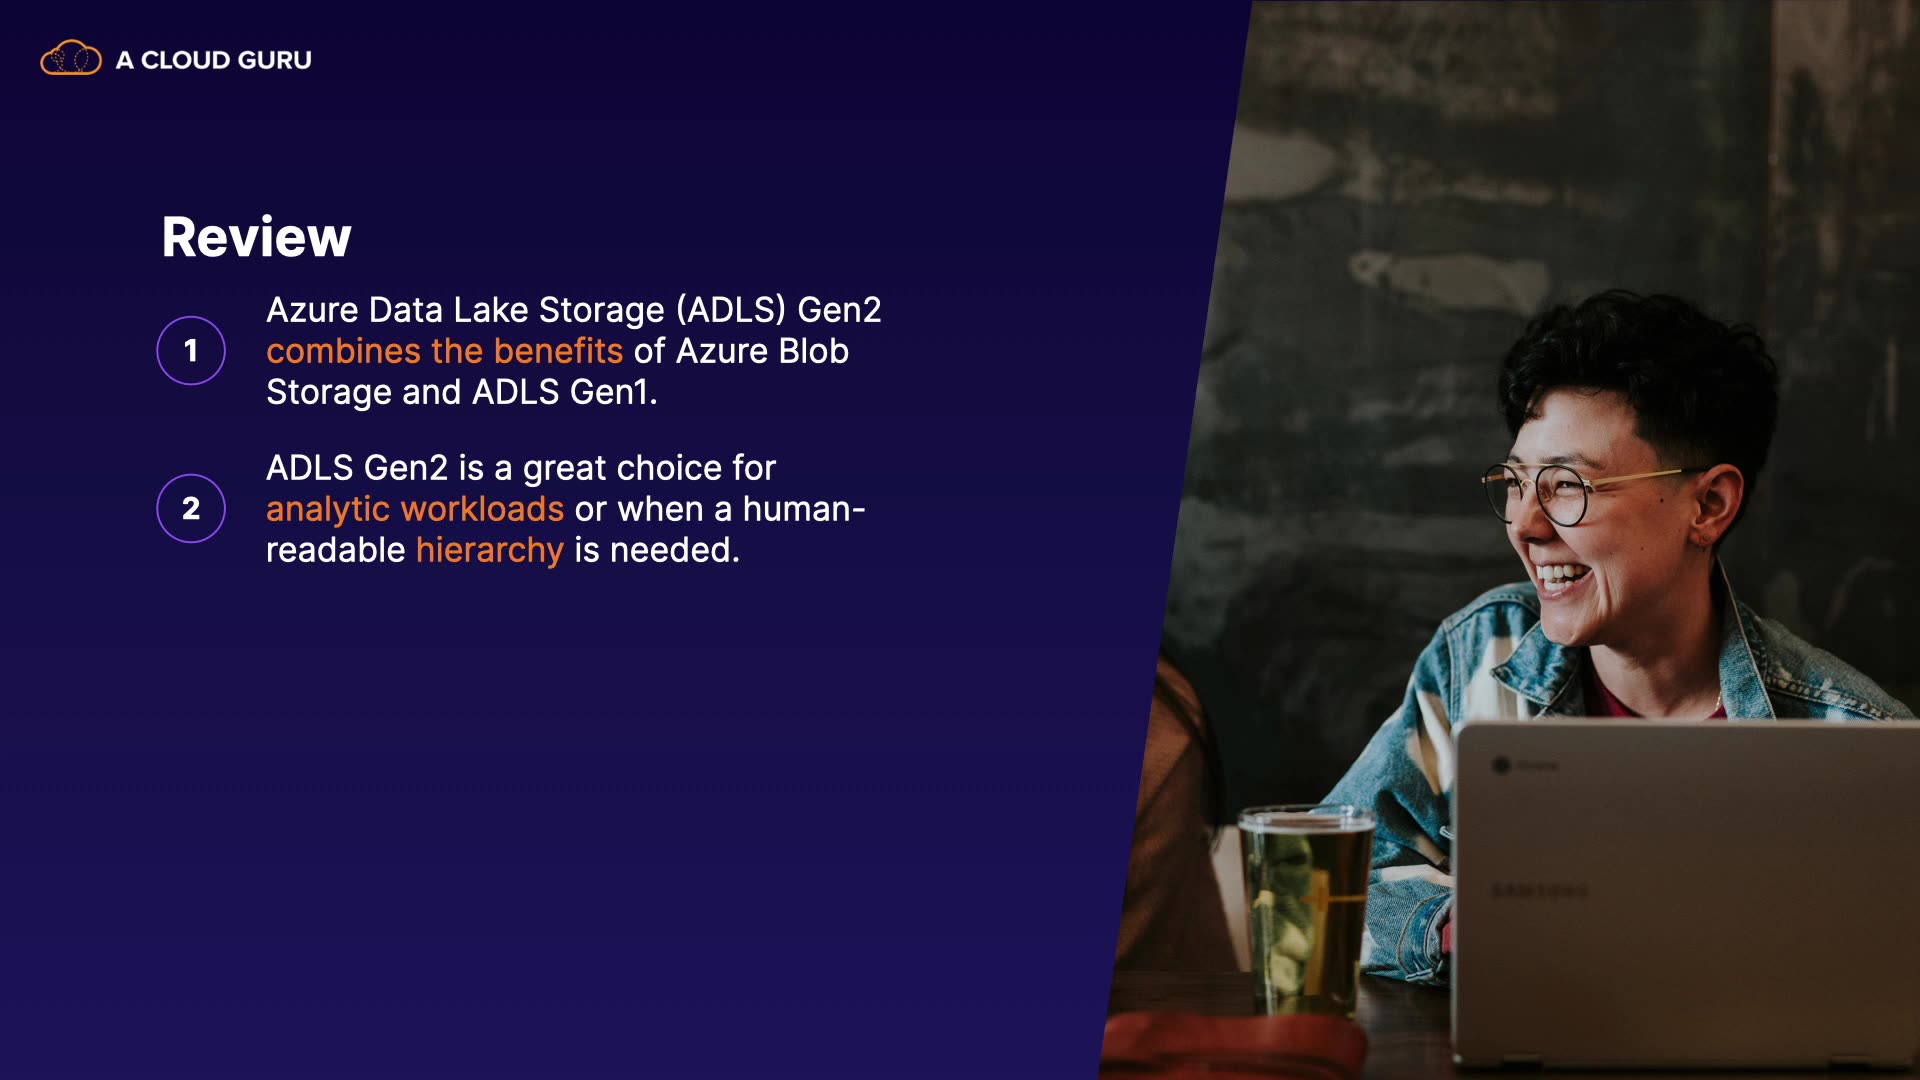 A CLOUD GURU
Review
1
Azure Data Lake Storage (ADLS) Gen2
combines the benefits of Azure Blob
Storage and ADLS Gen1.
2
ADLS Gen2 is a great choice for
analytic workloads or when a human-
readable hierarchy is needed.
SAMSUNG